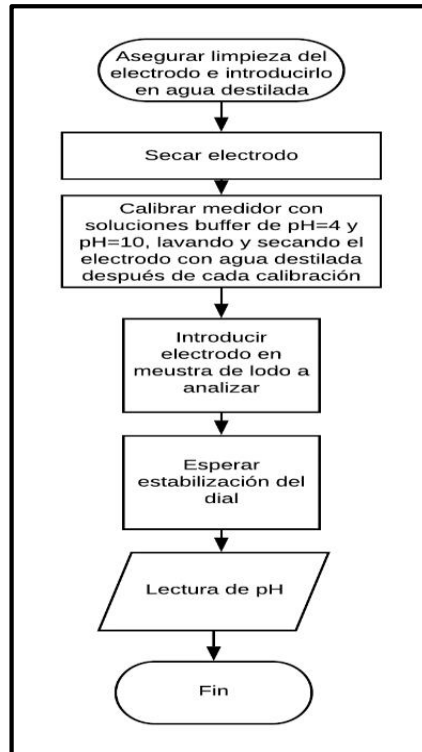 Asegurar limpieza del
electrodo e introducirlo
en agua destilada
Secar electrodo
Calibrar medidor con
soluciones buffer de pH=4 y
pH=10, lavando y secando el
electrodo con agua destilada
después de cada calibración
Introducir
electrodo en
meustra de lodo a
analizar
Esperar
estabilización del
dial
Lectura de pH
Fin